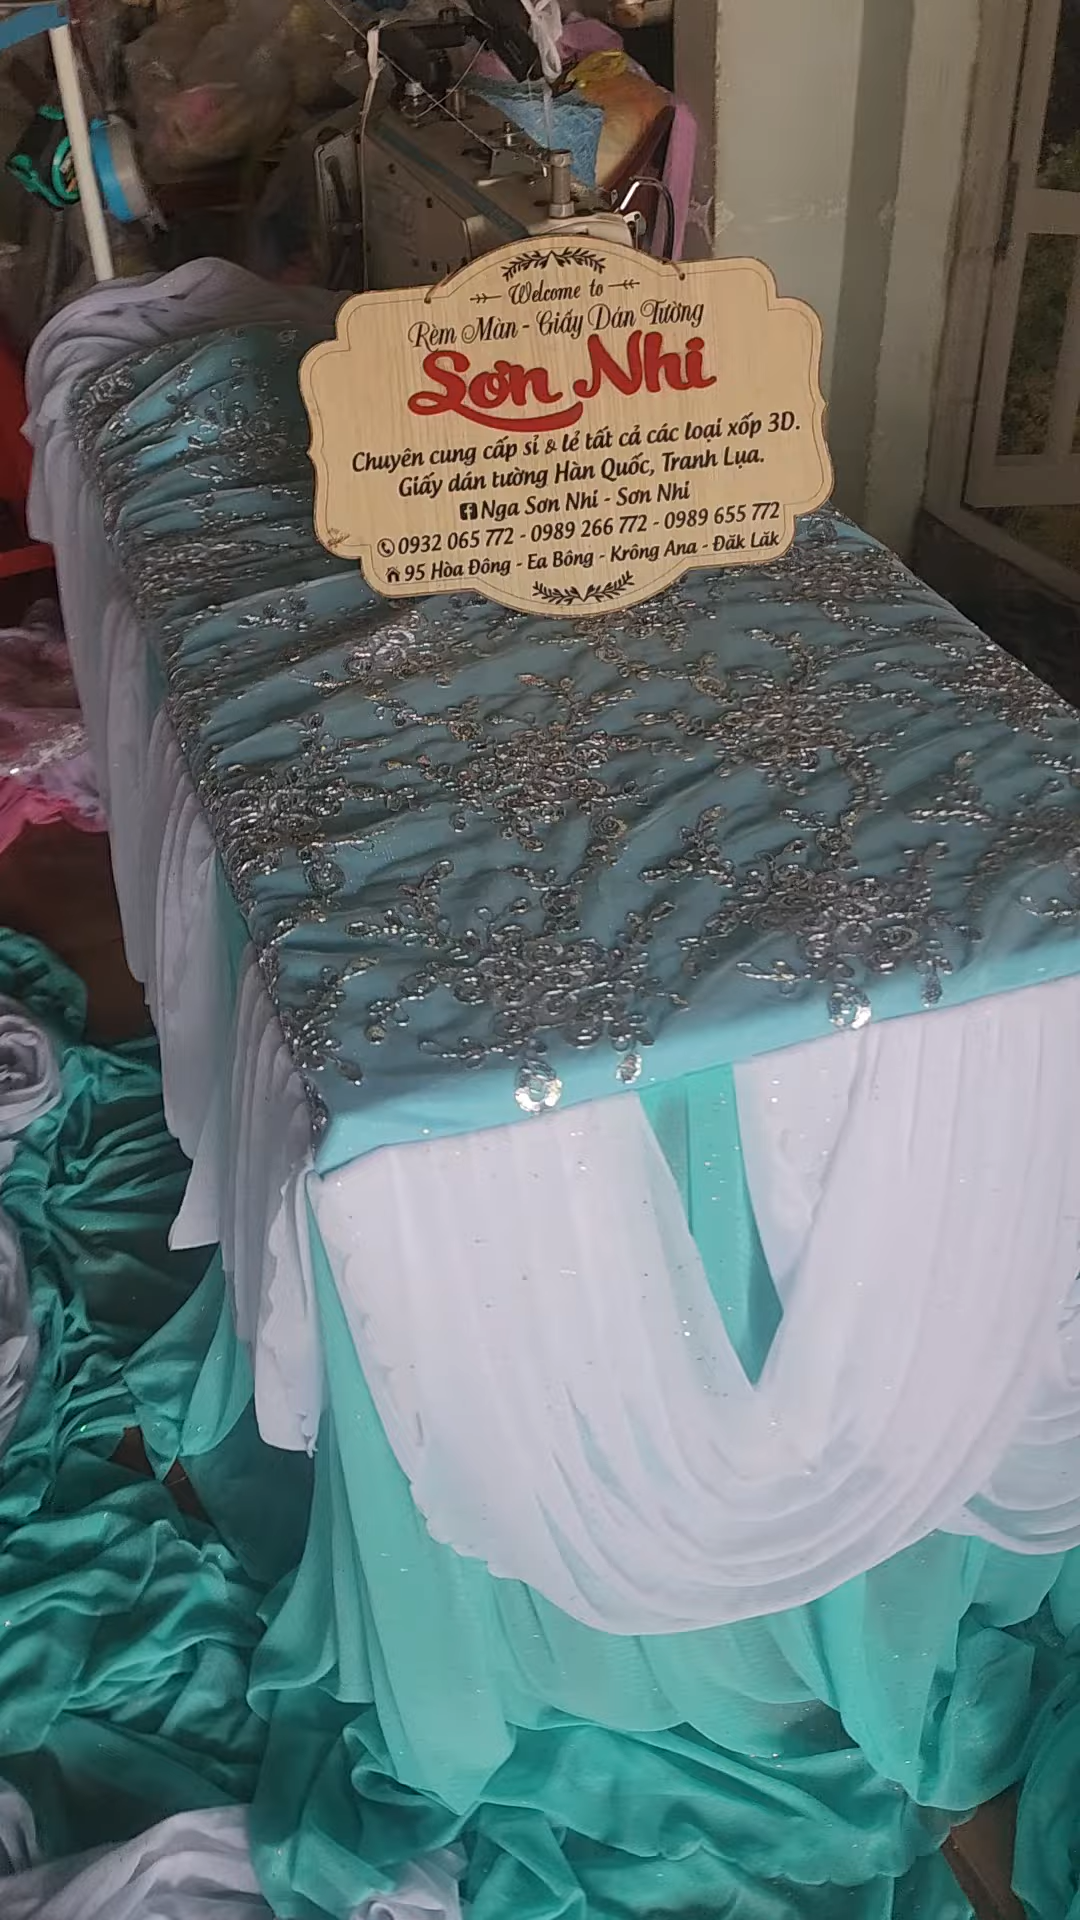 Welcome to
Rèm Màn - Giấy Dán Tường
Sơn Nhi
Chuyên cung cấp sỉ & lẻ tất cả các loại xốp 3D.
Giấy dán tường Hàn Quốc, Tranh Lụa.
Nga Sơn Nhi - Sơn Nhi
0932 065 772 - 0989 266 772 - 0989 655 772
95 Hòa Đông - Ea Bông - Krông Ana - Đăk Lăk